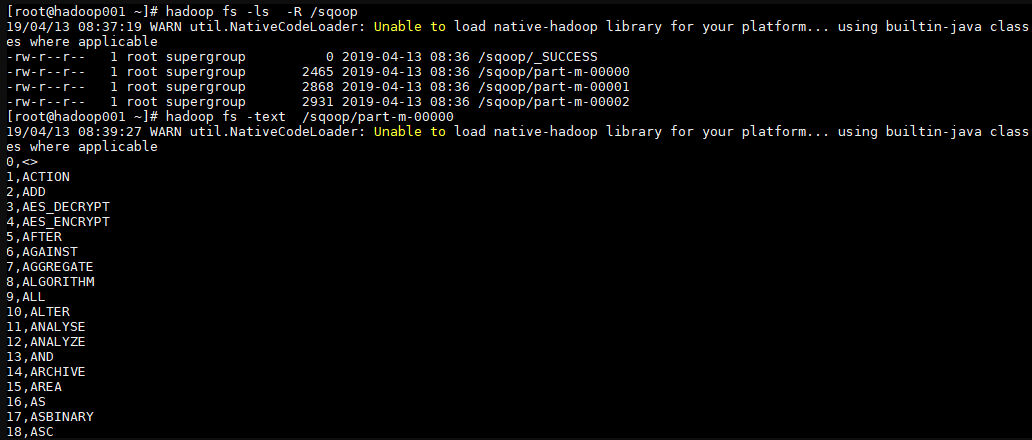 [root@hadoop001 ~]# hadoop fs -ls  -R /sqoop
19/04/13 08:37:19 WARN util.NativeCodeLoader: Unable to load native-hadoop library for your platform... using builtin-java class
es where applicable
-rw-r--r--   1 root supergroup          0 2019-04-13 08:36 /sqoop/_SUCCESS
-rw-r--r--   1 root supergroup       2465 2019-04-13 08:36 /sqoop/part-m-00000
-rw-r--r--   1 root supergroup       2868 2019-04-13 08:36 /sqoop/part-m-00001
-rw-r--r--   1 root supergroup       2931 2019-04-13 08:36 /sqoop/part-m-00002
[root@hadoop001 ~]# hadoop fs -text  /sqoop/part-m-00000
19/04/13 08:39:27 WARN util.NativeCodeLoader: Unable to load native-hadoop library for your platform... using builtin-java class
es where applicable
0,<>
1,ACTION
2,ADD
3,AES_DECRYPT
4,AES_ENCRYPT
5,AFTER
6,AGAINST
7,AGGREGATE
8,ALGORITHM
9,ALL
10,ALTER
11,ANALYSE
12,ANALYZE
13,AND
14,ARCHIVE
15,AREA
16,AS
17,ASBINARY
18,ASC